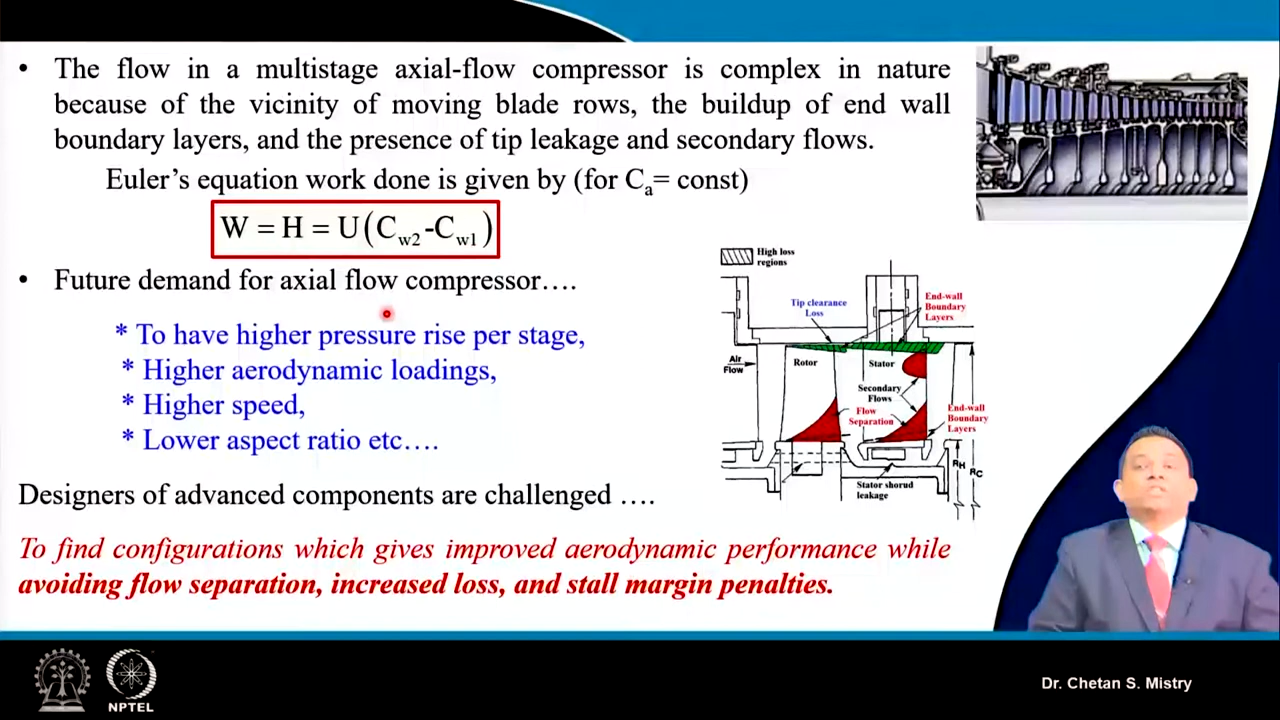 • The flow in a multistage axial-flow compressor is complex in nature
because of the vicinity of moving blade rows, the buildup of end wall
boundary layers, and the presence of tip leakage and secondary flows.
Euler's equation work done is given by (for Ca= const)
W = H = U(Cw2-Cw1)
• Future demand for axial flow compressor….
* To have higher pressure rise per stage,
* Higher aerodynamic loadings,
* Higher speed,
* Lower aspect ratio etc….
Designers of advanced components are challenged ….
To find configurations which gives improved aerodynamic performance while
avoiding flow separation, increased loss, and stall margin penalties.
High loss
regions
Tip clearance
Loss
End-wall
Boundary
Layers
Air
Flow
Rotor
Stator
Secondary
Flows
Flow
Separation
End-wall
Boundary
Layers
RH
RC
Stator shorud
leakage
NPTEL
Dr. Chetan S. Mistry